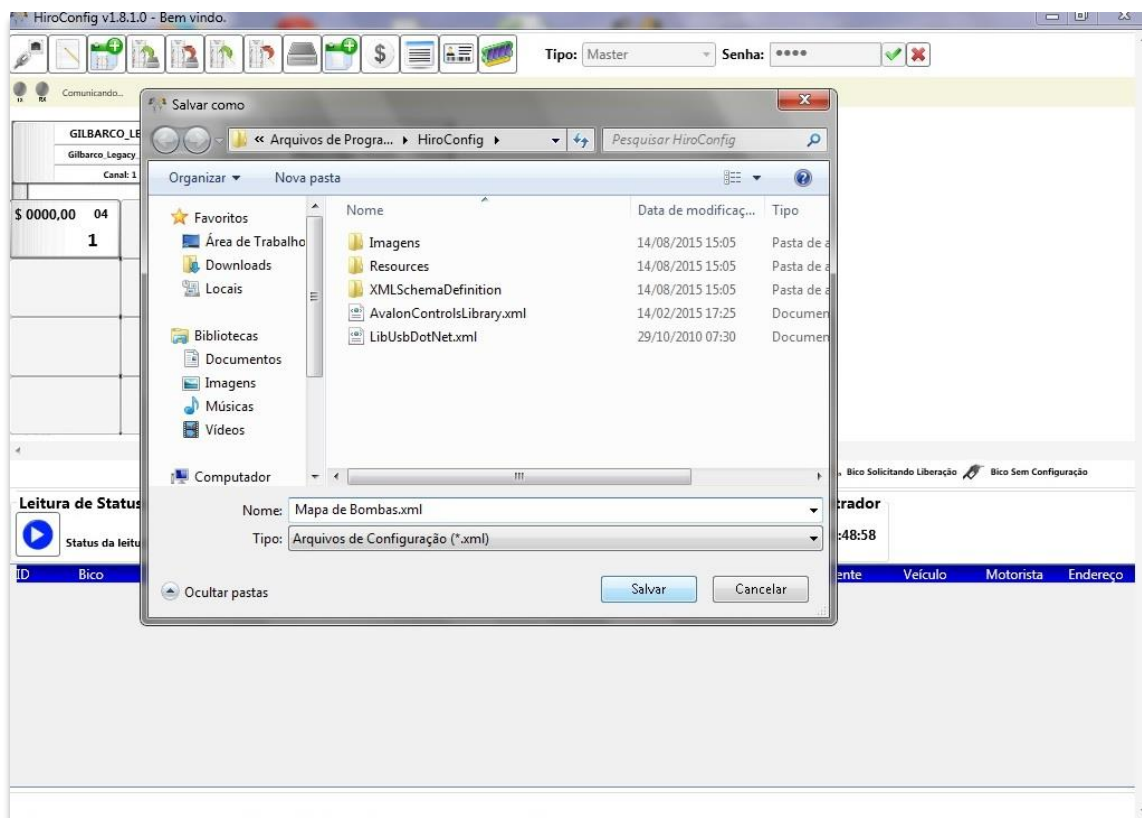 HiroConfig v1.8.1.0 - Bem vindo.
Tipo: Master Senha: ••••
TX RX Comunicando...
Salvar como
« Arquivos de Progra... HiroConfig
Pesquisar HiroConfig
GILBARCO_LE
Gilbarco_Legacy_
Canal: 1
Organizar Nova pasta
$ 0000,00 04
1
Favoritos
Área de Trabalho
Downloads
Locais
Bibliotecas
Documentos
Imagens
Músicas
Vídeos
Computador
Nome Data de modificaç... Tipo
Imagens 14/08/2015 15:05 Pasta de a
Resources 14/08/2015 15:05 Pasta de a
XMLSchemaDefinition 14/08/2015 15:05 Pasta de a
AvalonControlsLibrary.xml 14/02/2015 17:25 Documen
LibUsbDotNet.xml 29/10/2010 07:30 Documen
Bico Solicitando Liberação Bico Sem Configuração
Leitura de Status
Status da leitu
Nome: Mapa de Bombas.xml
Tipo: Arquivos de Configuração (*.xml)
trador
:48:58
ID Bico
ente Veículo Motorista Endereço
Ocultar pastas
Salvar Cancelar